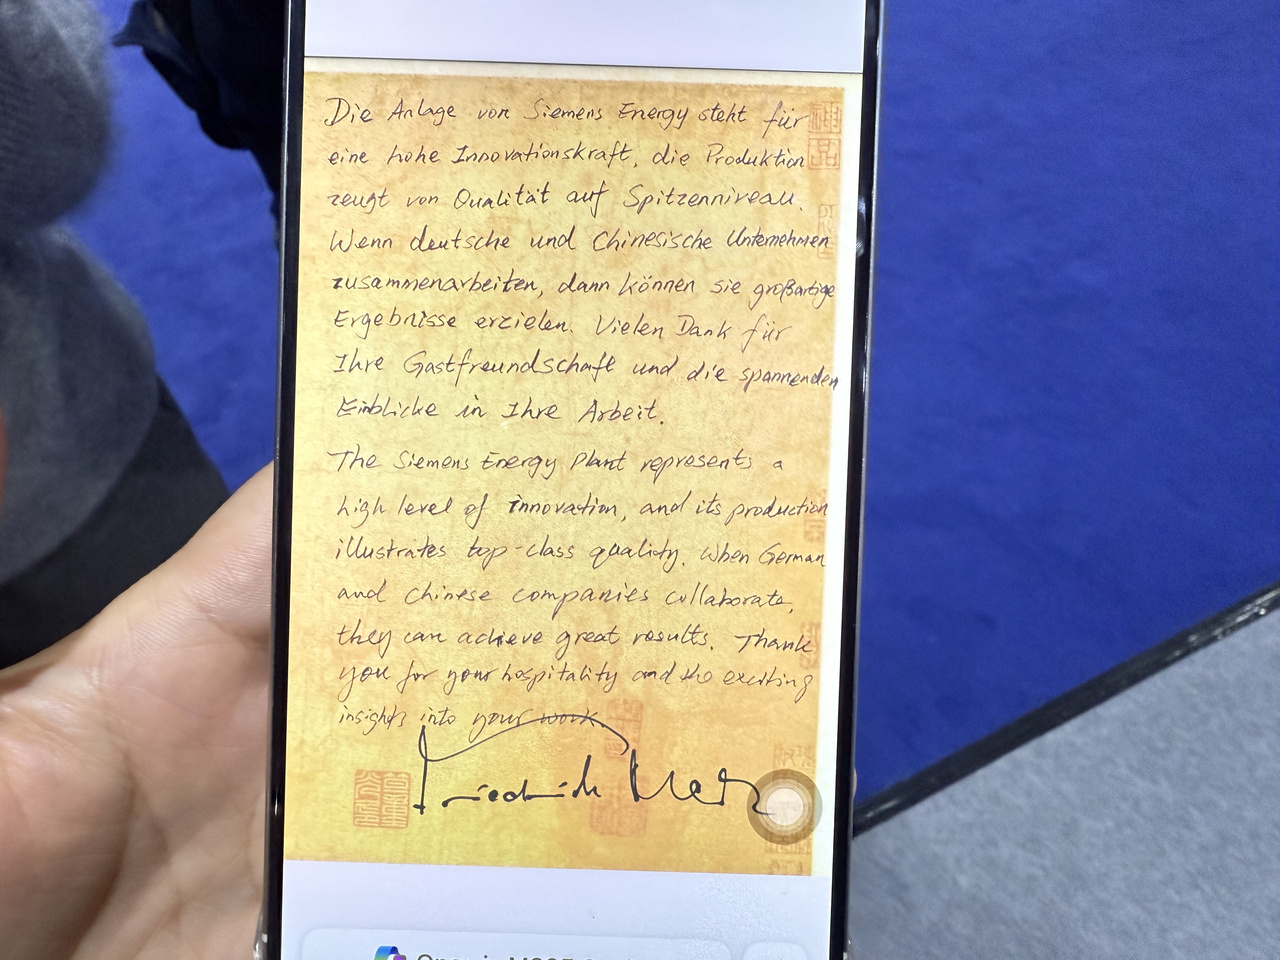 Die Anlage von Siemens Energy steht für
eine hohe Innovationskraft, die Produktion
zeugt von Qualität auf Spitzenniveau.
Wenn deutsche und Chinesische Unternehmen
zusammenarbeiten, dann können sie großartige
Ergebnisse erzielen. Vielen Dank für
Ihre Gastfreundschaft und die spannenden
Einblicke in Ihre Arbeit.
The Siemens Energy Plant represents a
high level of innovation, and its production
illustrates top-class quality. When German
and Chinese companies collaborate,
they can achieve great results. Thank
you for your hospitality and the exciting
insights into your work.
Friedrich Merz